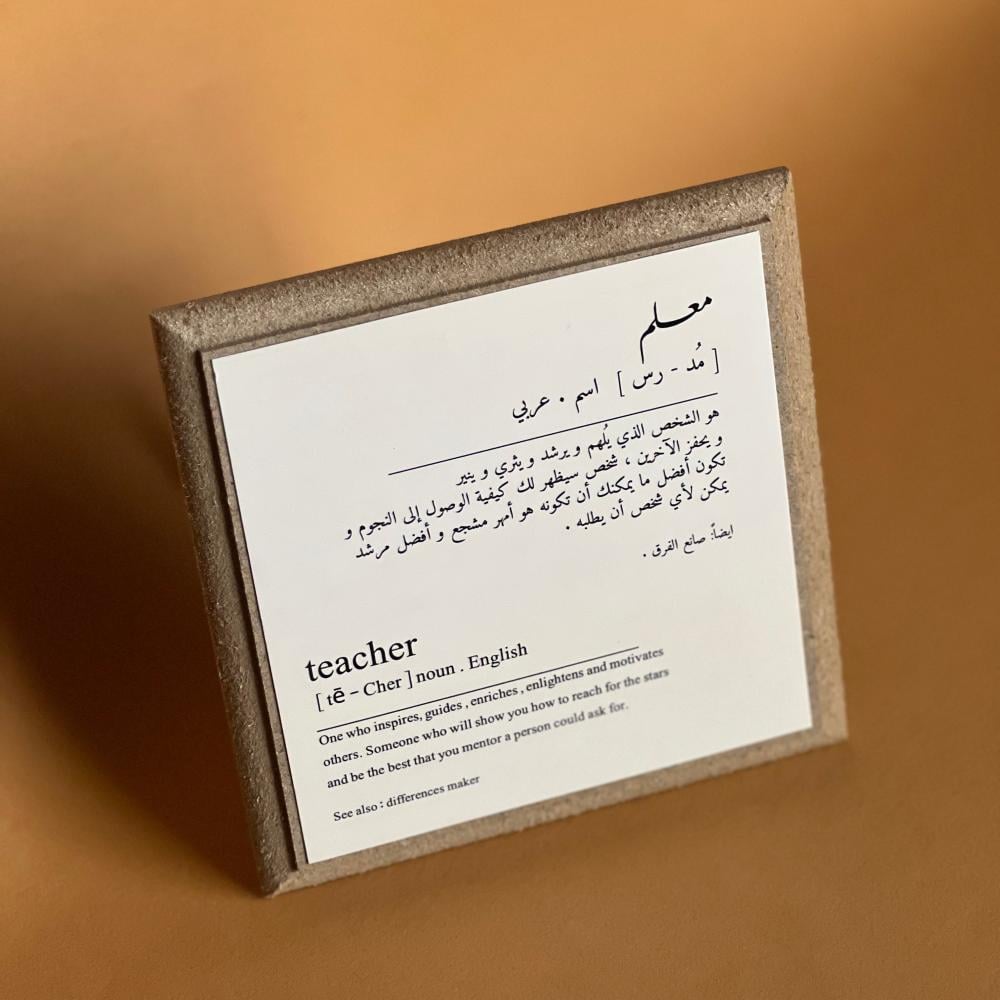 معلم
[ مُد - رس ] اسم . عربي
هو الشخص الذي يُلهم و يرشد و يثري و ينير
و يحفز الآخرين ، شخص سيظهر لك كيفية الوصول إلى النجوم و
تكون أفضل ما يمكنك أن تكونه هو أمهر مشجع و أفضل مرشد
يمكن لأي شخص أن يطلبه .
ايضاً: صانع الفرق .
teacher
[ tē – Cher ] noun . English
One who inspires, guides , enriches , enlightens and motivates
others. Someone who will show you how to reach for the stars
and be the best that you mentor a person could ask for.
See also : differences maker